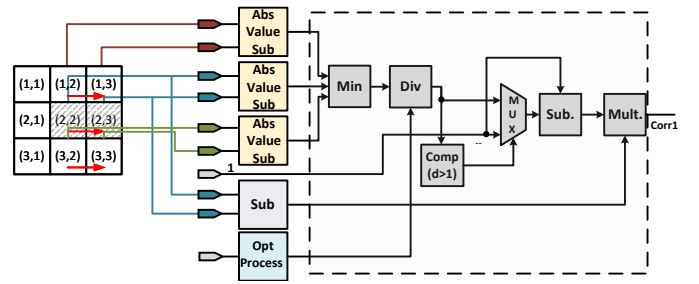 (1,1) (1,2) (1,3)
(2,1) (2,2) (2,3)
(3,1) (3,2) (3,3)
Abs
Value
Sub
Abs
Value
Sub
Abs
Value
Sub
1
Sub
Opt
Process
Min
Div
Comp
(d>1)
--
M
U
X
Sub.
Mult.
Corr1